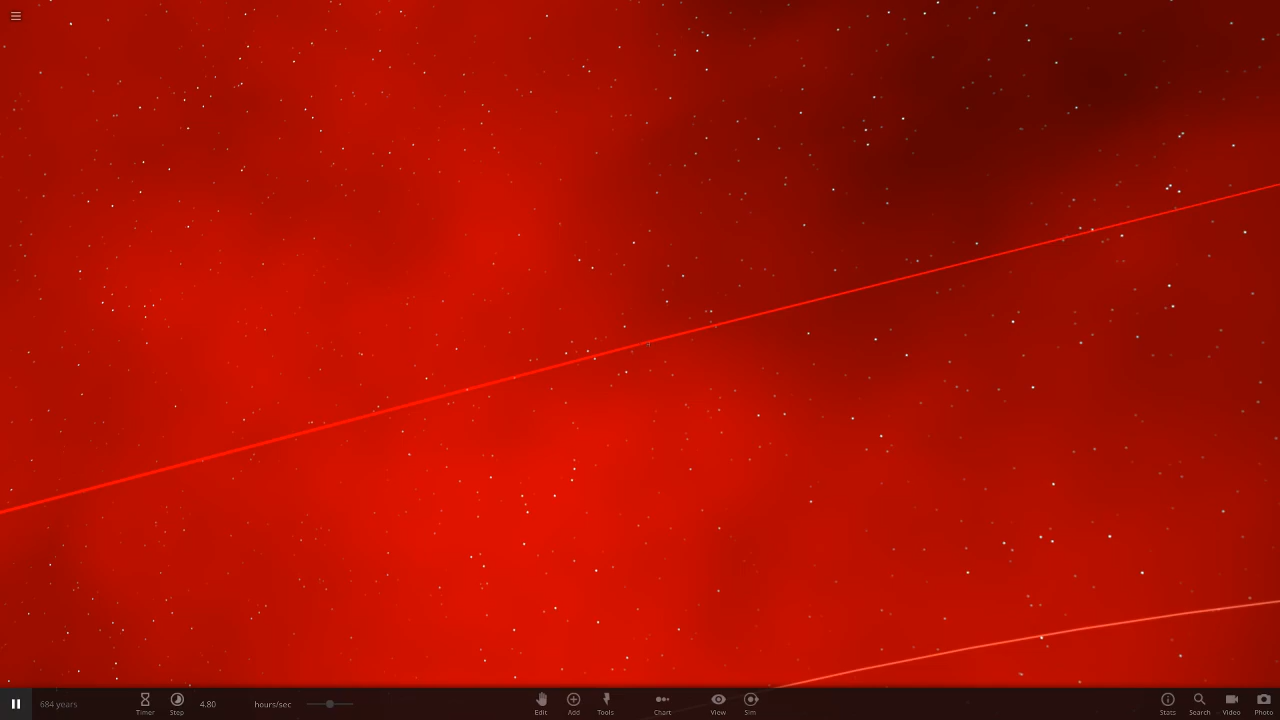 684 years
Timer
Step
4.80
hours/sec
Edit
Add
Tools
Chart
View
Sim
Stats
Search
Video
Photo